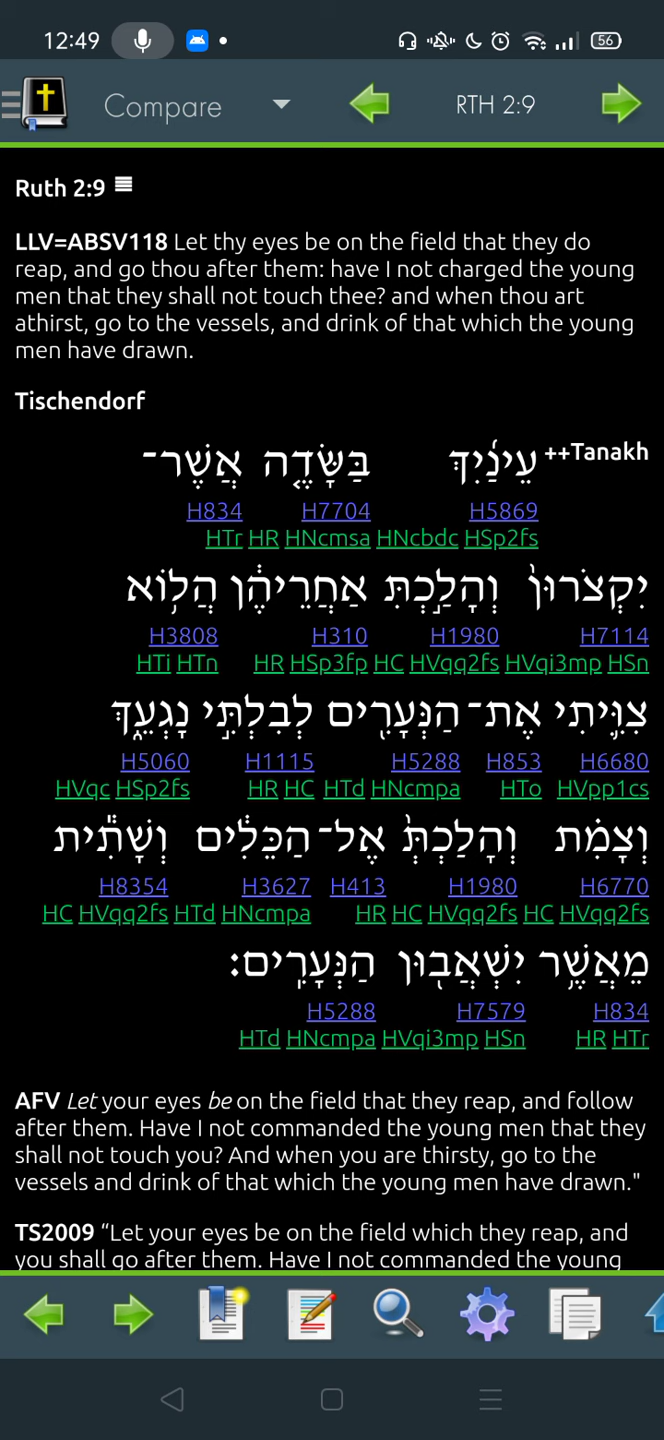 12:49 56
Compare RTH 2:9
Ruth 2:9
LLV=ABSV118 Let thy eyes be on the field that they do
reap, and go thou after them: have I not charged the young
men that they shall not touch thee? and when thou art
athirst, go to the vessels, and drink of that which the young
men have drawn.
Tischendorf
++Tanakh עֵינַ֜יִךְ בַּשָּׂדֶ֤ה אֲשֶׁר־
H834 H7704 H5869
HTr HR HNcmsa HNcbdc HSp2fs
יִקְצֹרוּן֙ וְהָלַ֣כְתִּ אַחֲרֵיהֶ֔ן הֲל֥וֹא
H3808 H310 H1980 H7114
HTi HTn HR HSp3fp HC HVqq2fs HVqi3mp HSn
צִוִּ֛יתִי אֶת־הַנְּעָרִ֖ים לְבִלְתִּ֣י נָגְעֵ֑ךְ
H5060 H1115 H5288 H853 H6680
HVqc HSp2fs HR HC HTd HNcmpa HTo HVpp1cs
וְצָמִ֗ת וְהָלַכְתְּ֙ אֶל־הַכֵּלִ֔ים וְשָׁתִ֕ית
H8354 H3627 H413 H1980 H6770
HC HVqq2fs HTd HNcmpa HR HC HVqq2fs HC HVqq2fs
מֵאֲשֶׁ֥ר יִשְׁאֲב֖וּן הַנְּעָרִֽים׃
H5288 H7579 H834
HTd HNcmpa HVqi3mp HSn HR HTr
AFV Let your eyes be on the field that they reap, and follow
after them. Have I not commanded the young men that they
shall not touch you? And when you are thirsty, go to the
vessels and drink of that which the young men have drawn."
TS2009 “Let your eyes be on the field which they reap, and
you shall go after them. Have I not commanded the young